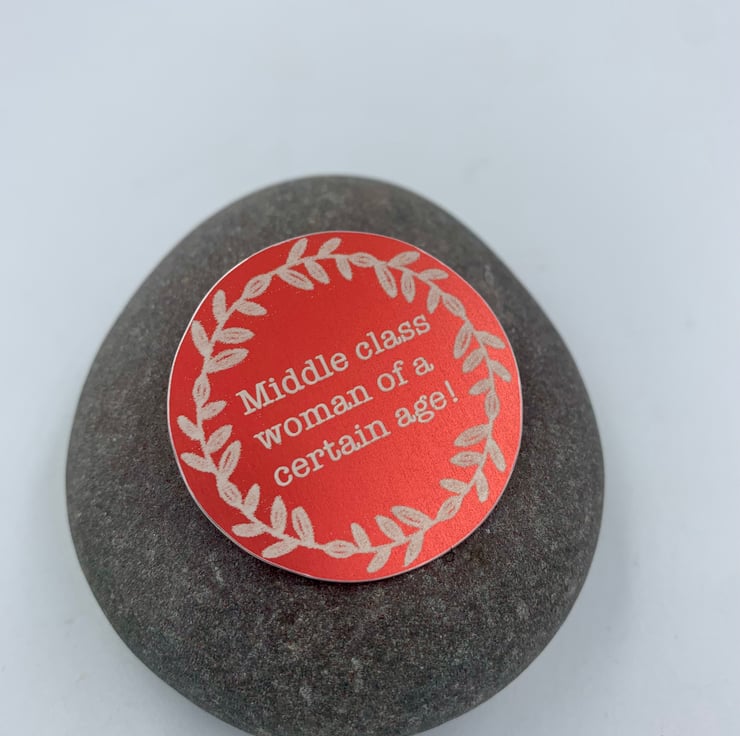 Middle class
woman of a
certain age!